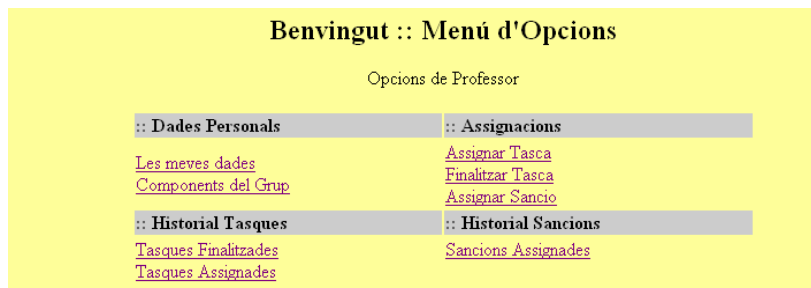 Benvingut :: Menú d'Opcions
Opcions de Professor
:: Dades Personals
Les meves dades
Components del Grup
:: Assignacions
Assignar Tasca
Finalitzar Tasca
Assignar Sancio
:: Historial Tasques
Tasques Finalitzades
Tasques Assignades
:: Historial Sancions
Sancions Assignades